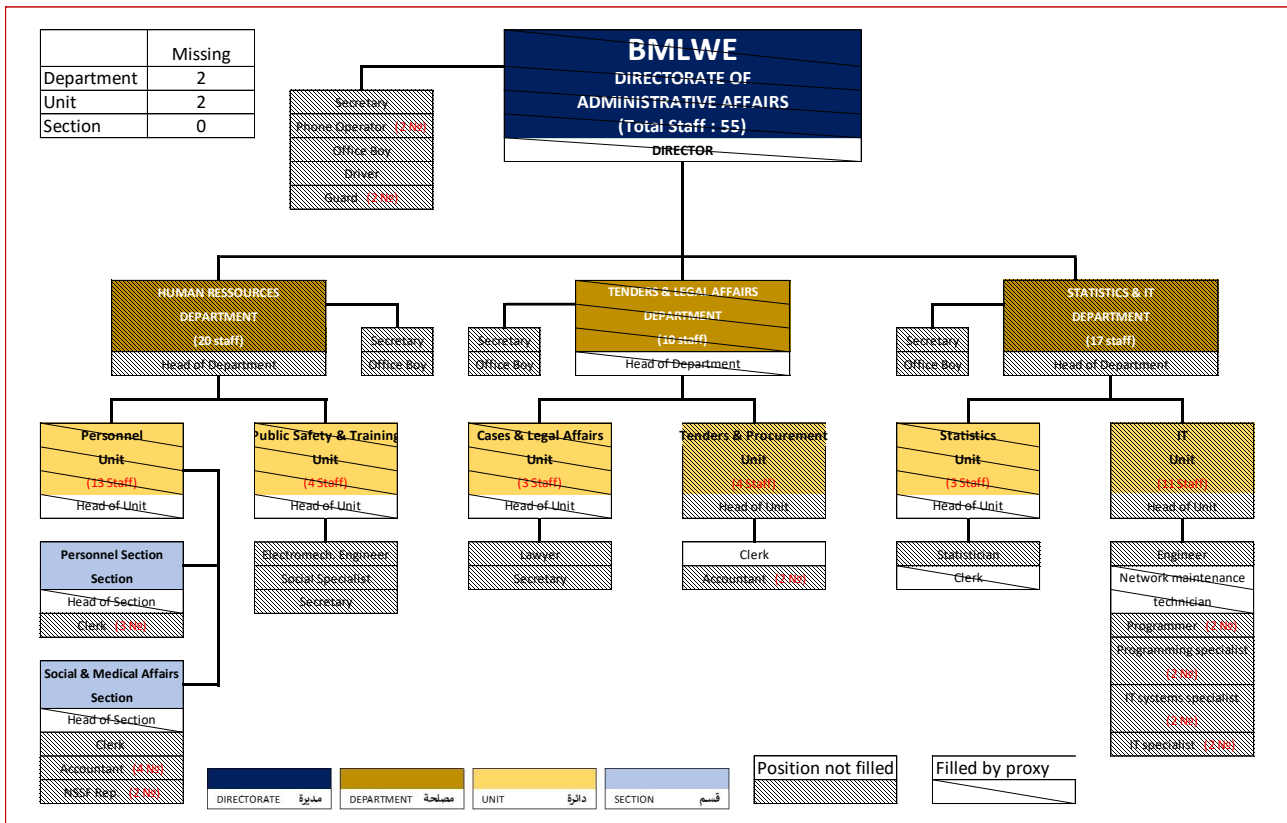 Missing
Department 2
Unit 2
Section 0
BMLWE
DIRECTORATE OF
ADMINISTRATIVE AFFAIRS
(Total Staff : 55)
DIRECTOR
Secretary
Phone Operator (2 №)
Office Boy
Driver
Guard (2 №)
HUMAN RESSOURCES
DEPARTMENT
(20 staff)
Head of Department
Secretary
Office Boy
TENDERS & LEGAL AFFAIRS
DEPARTMENT
(10 staff)
Head of Department
Secretary
Office Boy
STATISTICS & IT
DEPARTMENT
(17 staff)
Head of Department
Secretary
Office Boy
Personnel
Unit
(13 Staff)
Head of Unit
Public Safety & Training
Unit
(4 Staff)
Head of Unit
Cases & Legal Affairs
Unit
(3 Staff)
Head of Unit
Tenders & Procurement
Unit
(4 Staff)
Head of Unit
Statistics
Unit
(3 Staff)
Head of Unit
IT
Unit
(11 Staff)
Head of Unit
Personnel Section
Section
Head of Section
Clerk (3 №)
Social & Medical Affairs
Section
Head of Section
Clerk
Accountant (4 №)
NSSF Rep. (2 №)
Electromech. Engineer
Social Specialist
Secretary
Lawyer
Secretary
Clerk
Accountant (2 №)
Statistician
Clerk
Engineer
Network maintenance
technician
Programmer (2 №)
Programming specialist
(2 №)
IT systems specialist
(2 №)
IT specialist (2 №)
DIRECTORATE مديرة
DEPARTMENT مصلحة
UNIT دائرة
SECTION قسم
Position not filled
Filled by proxy